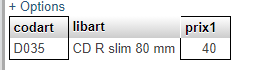 + Options
codart libart prix1
D035 CD R slim 80 mm 40